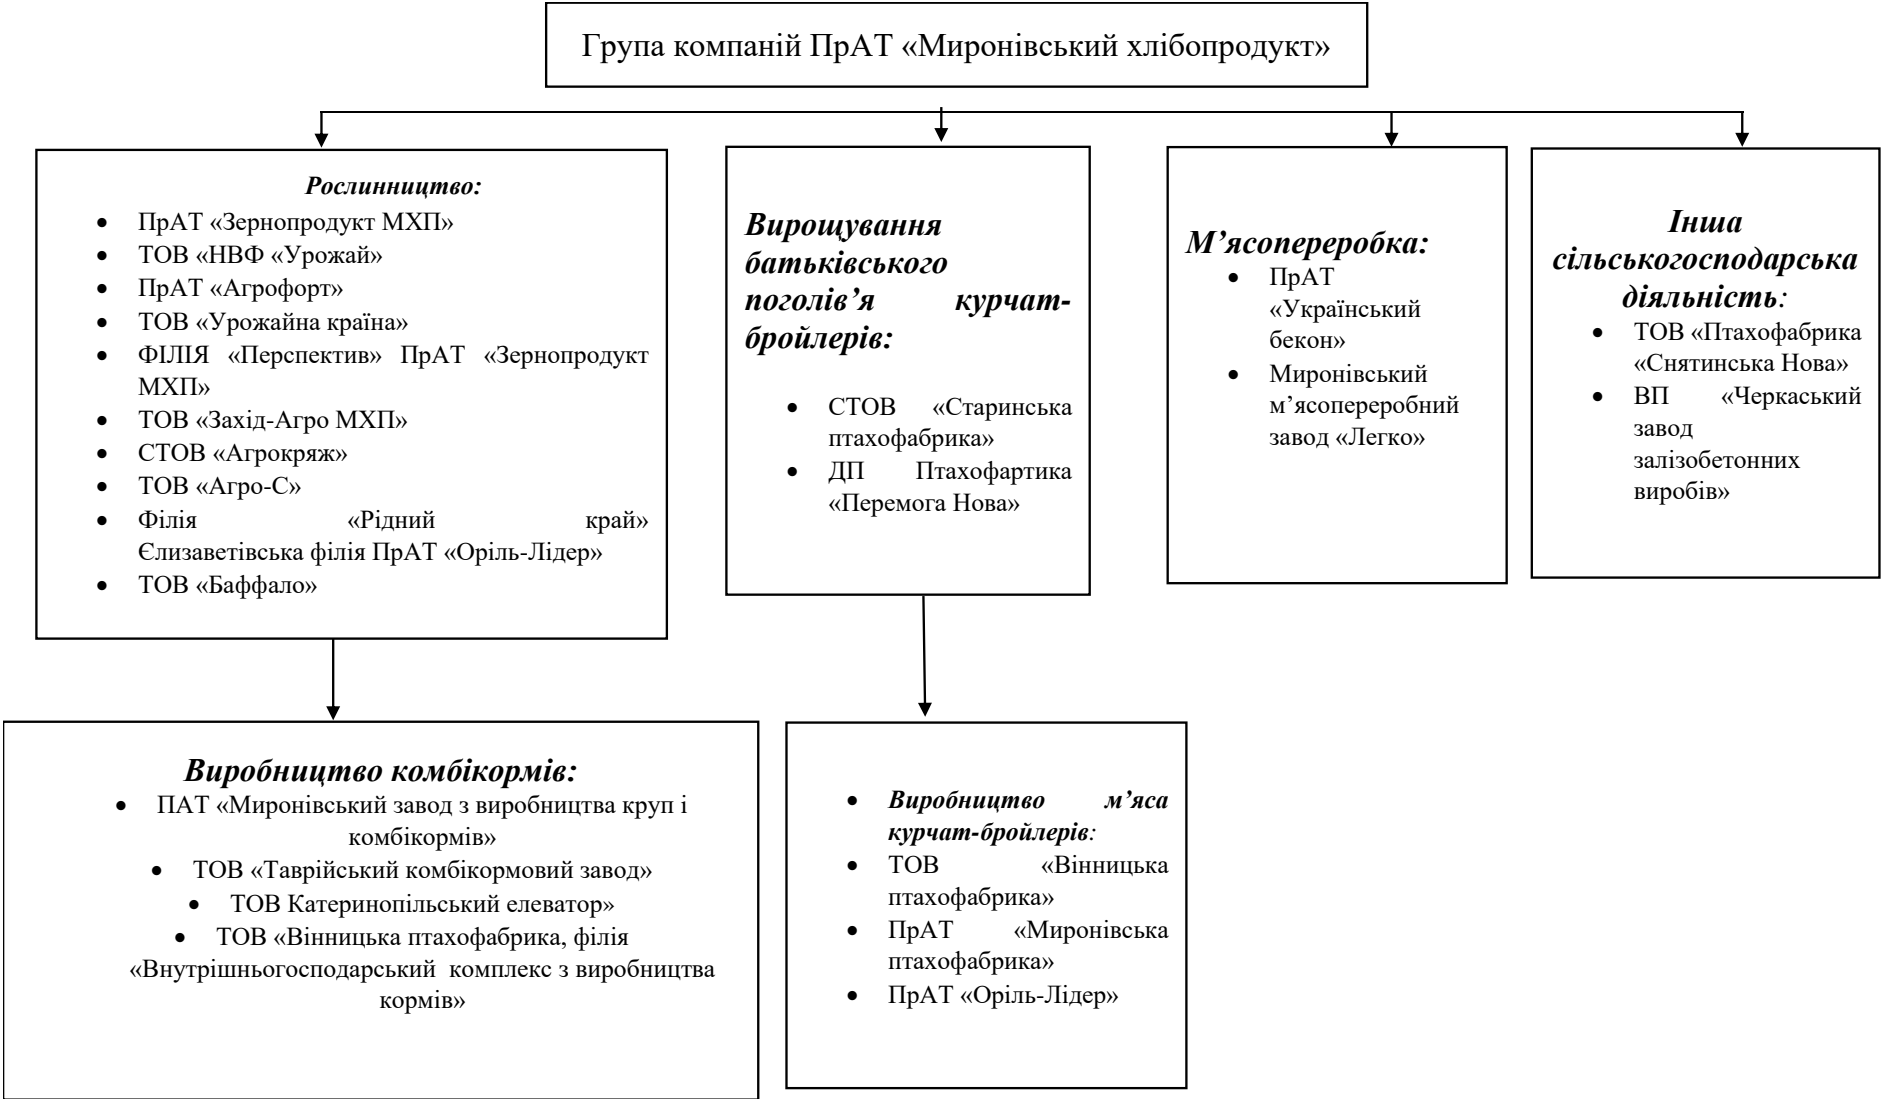 Група компаній ПрАТ «Миронівський хлібопродукт»
Рослинництво:
• ПрАТ «Зернопродукт МХП»
• ТОВ «НВФ «Урожай»
• ПрАТ «Агрофорт»
• ТОВ «Урожайна країна»
• ФІЛІЯ «Перспектив» ПрАТ «Зернопродукт
МХП»
• ТОВ «Захід-Агро МХП»
• СТОВ «Агрокряж»
• ТОВ «Агро-С»
• Філія «Рідний край»
Єлизаветівська філія ПрАТ «Оріль-Лідер»
• ТОВ «Баффало»
Вирощування
батьківського
поголів’я курчат-
бройлерів:
• СТОВ «Старинська
птахофабрика»
• ДП Птахофартика
«Перемога Нова»
М’ясопереробка:
• ПрАТ
«Український
бекон»
• Миронівський
м’ясопереробний
завод «Легко»
Інша
сільськогосподарська
діяльність:
• ТОВ «Птахофабрика
«Снятинська Нова»
• ВП «Черкаський
завод
залізобетонних
виробів»
Виробництво комбікормів:
• ПАТ «Миронівський завод з виробництва круп і
комбікормів»
• ТОВ «Таврійський комбікормовий завод»
• ТОВ Катеринопільський елеватор»
• ТОВ «Вінницька птахофабрика, філія
«Внутрішньогосподарський комплекс з виробництва
кормів»
• Виробництво м’яса
курчат-бройлерів:
• ТОВ «Вінницька
птахофабрика»
• ПрАТ «Миронівська
птахофабрика»
• ПрАТ «Оріль-Лідер»